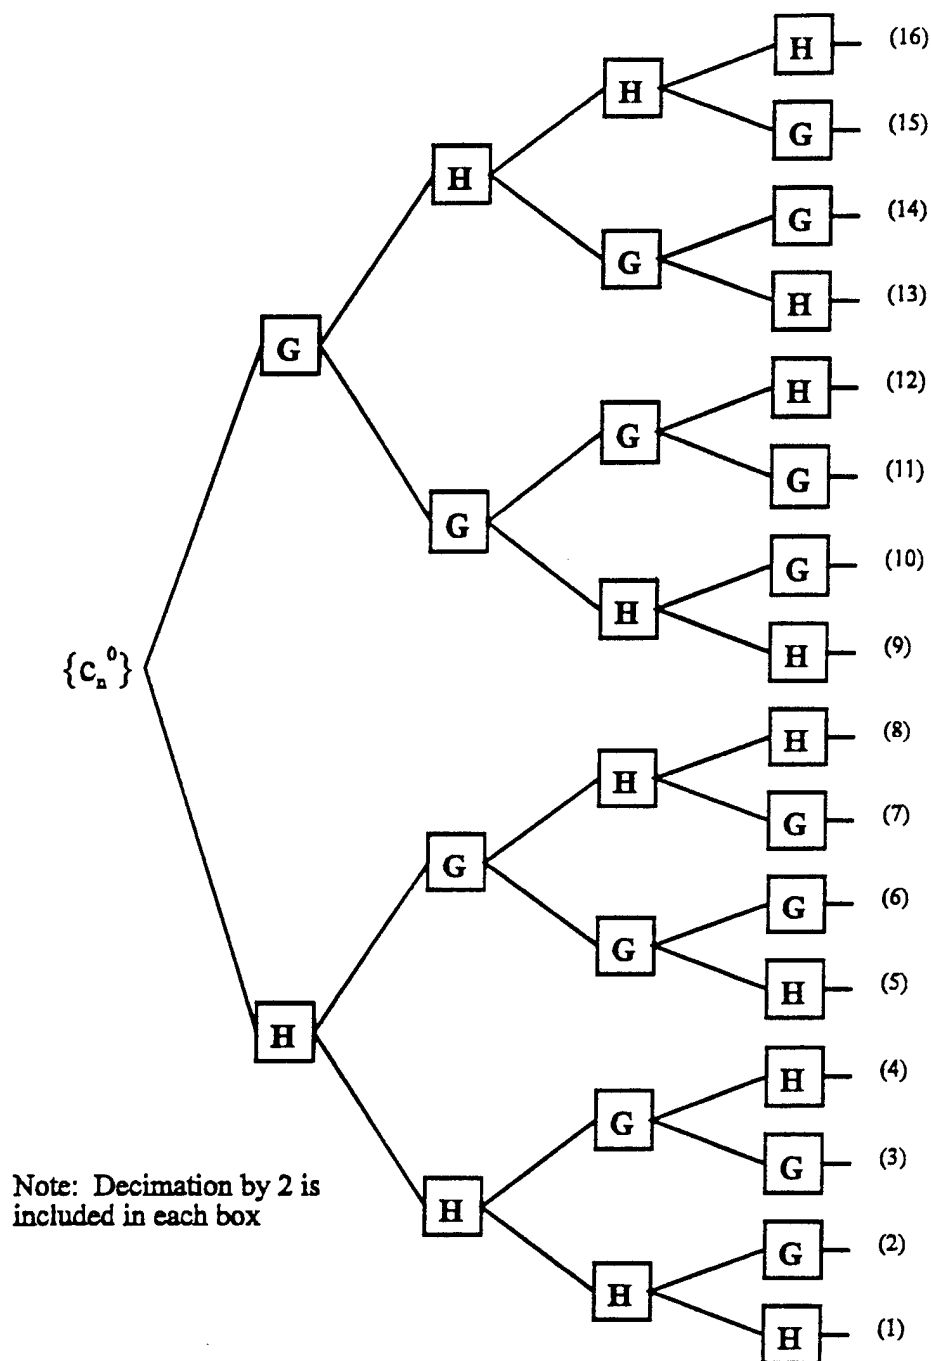 H (16)
H
G (15)
H
G (14)
G
H (13)
G
H (12)
G
G (11)
G
G (10)
H
H (9)
{c_n^0}
H (8)
H
G (7)
G
G (6)
G
H (5)
H
H (4)
G
G (3)
Note: Decimation by 2 is
included in each box
H
G (2)
H
H (1)